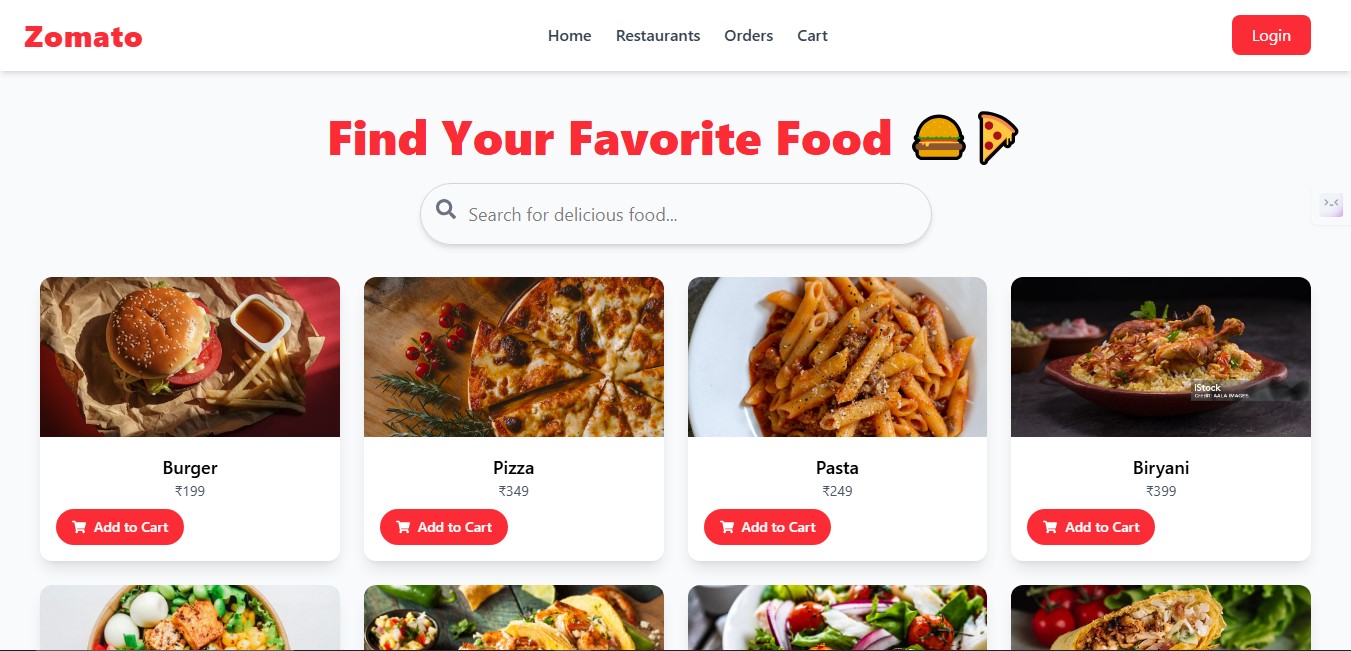 Zomato
Home Restaurants Orders Cart
Login
Find Your Favorite Food 🍔🍕
Search for delicious food...
iStock
Credit: AALA IMAGES
Burger
₹199
Add to Cart
Pizza
₹349
Add to Cart
Pasta
₹249
Add to Cart
Biryani
₹399
Add to Cart